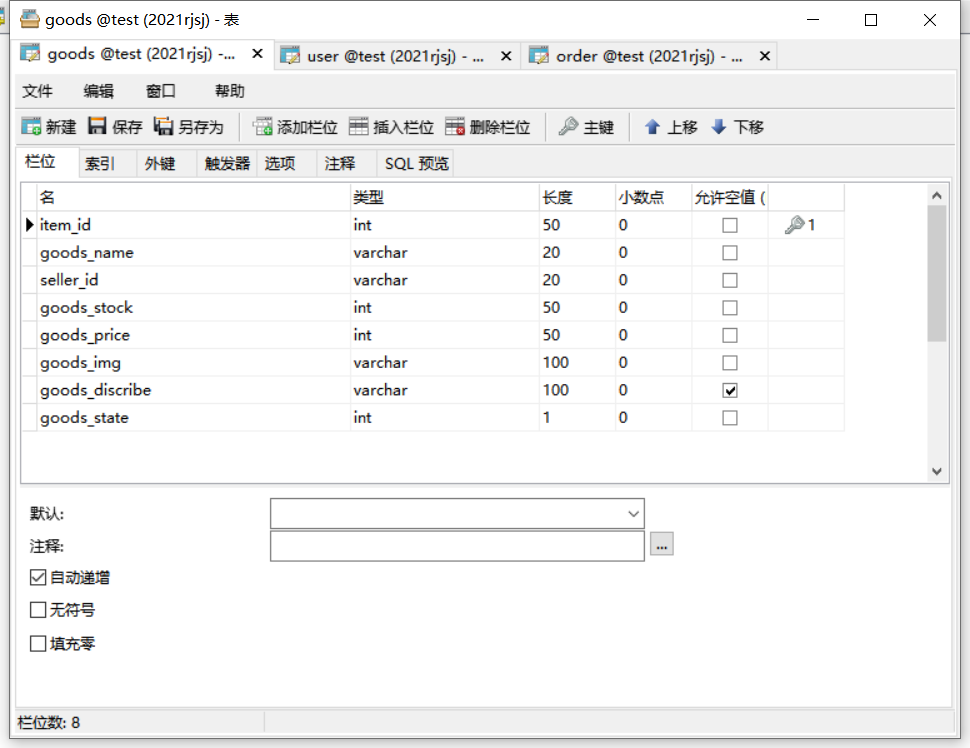 goods @test (2021rjsj) - 表
goods @test (2021rjsj) -... user @test (2021rjsj) - ... order @test (2021rjsj) - ...
文件 编辑 窗口 帮助
新建 保存 另存为 添加栏位 插入栏位 删除栏位 主键 上移 下移
栏位 索引 外键 触发器 选项 注释 SQL 预览
名 类型 长度 小数点 允许空值 (
item_id int 50 0 1
goods_name varchar 20 0
seller_id varchar 20 0
goods_stock int 50 0
goods_price int 50 0
goods_img varchar 100 0
goods_discribe varchar 100 0
goods_state int 1 0
默认:
注释: ...
自动递增
无符号
填充零
栏位数: 8